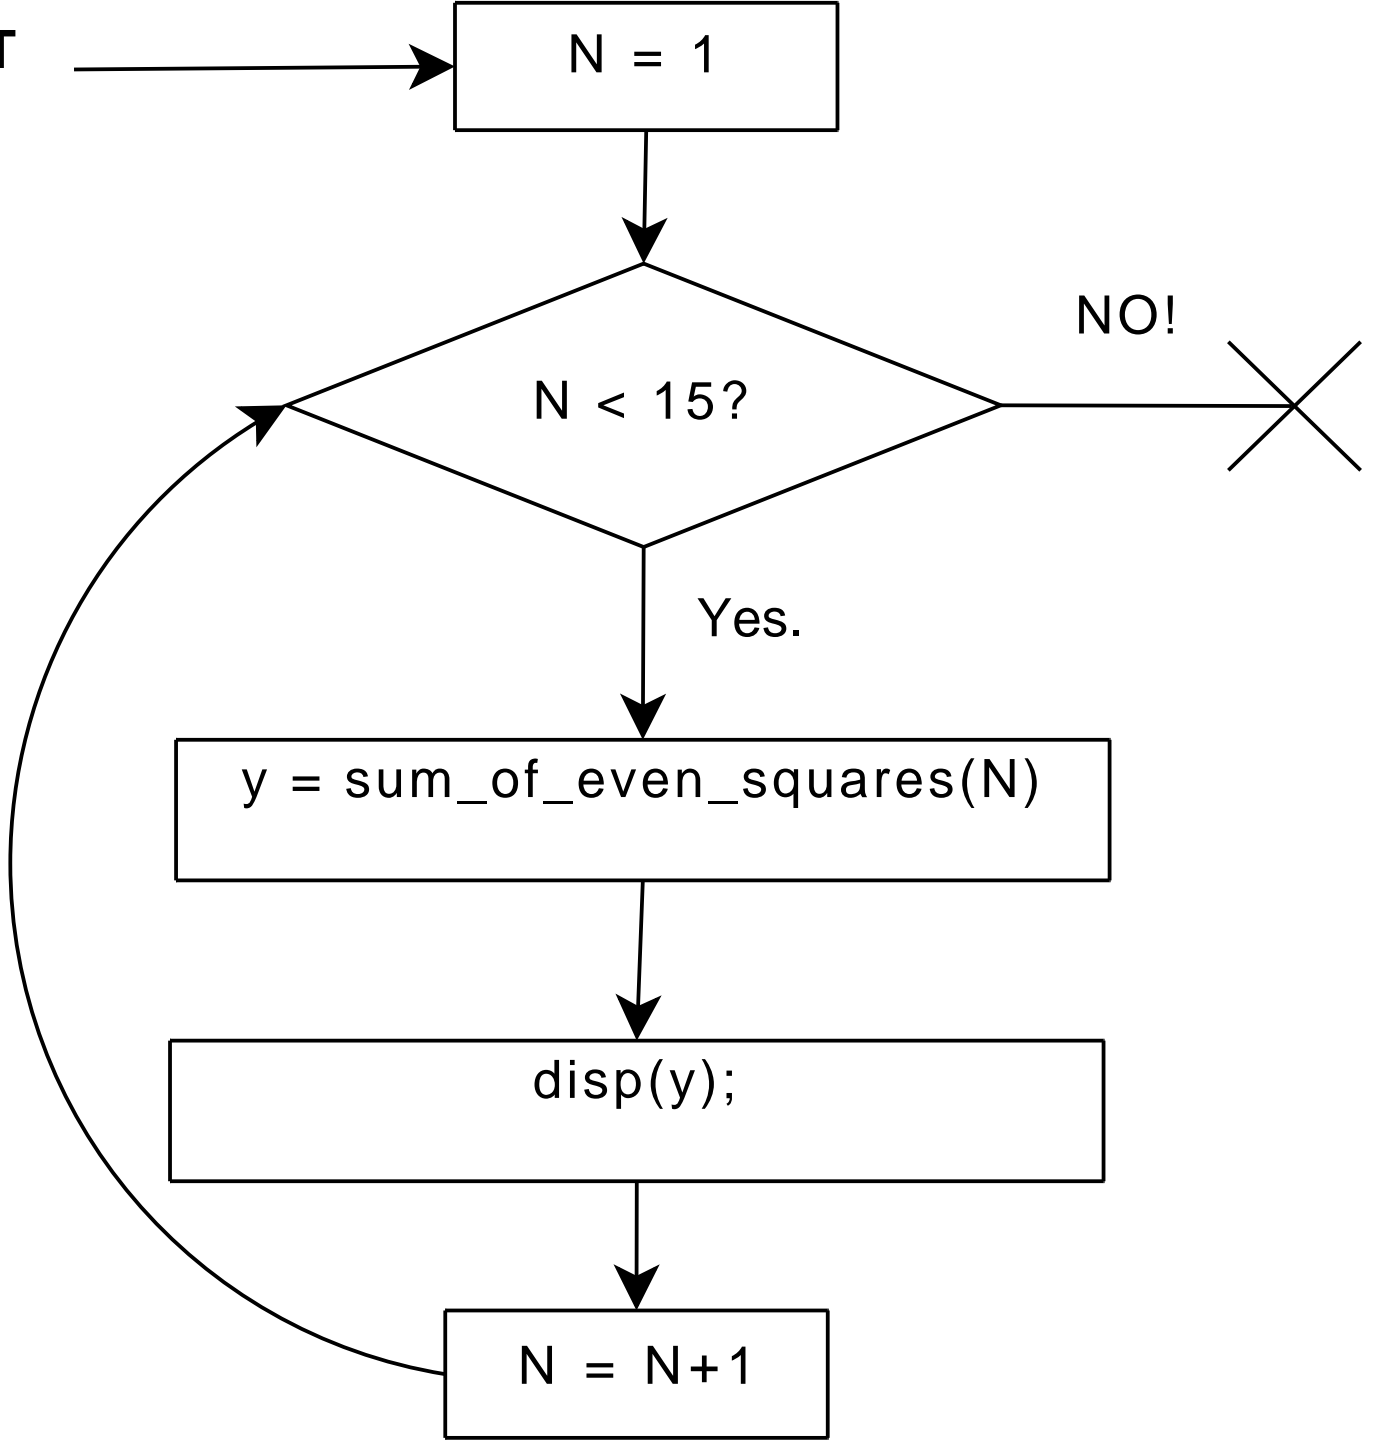 N = 1
NO!
N < 15?
Yes.
y = sum_of_even_squares(N)
disp(y);
N = N+1